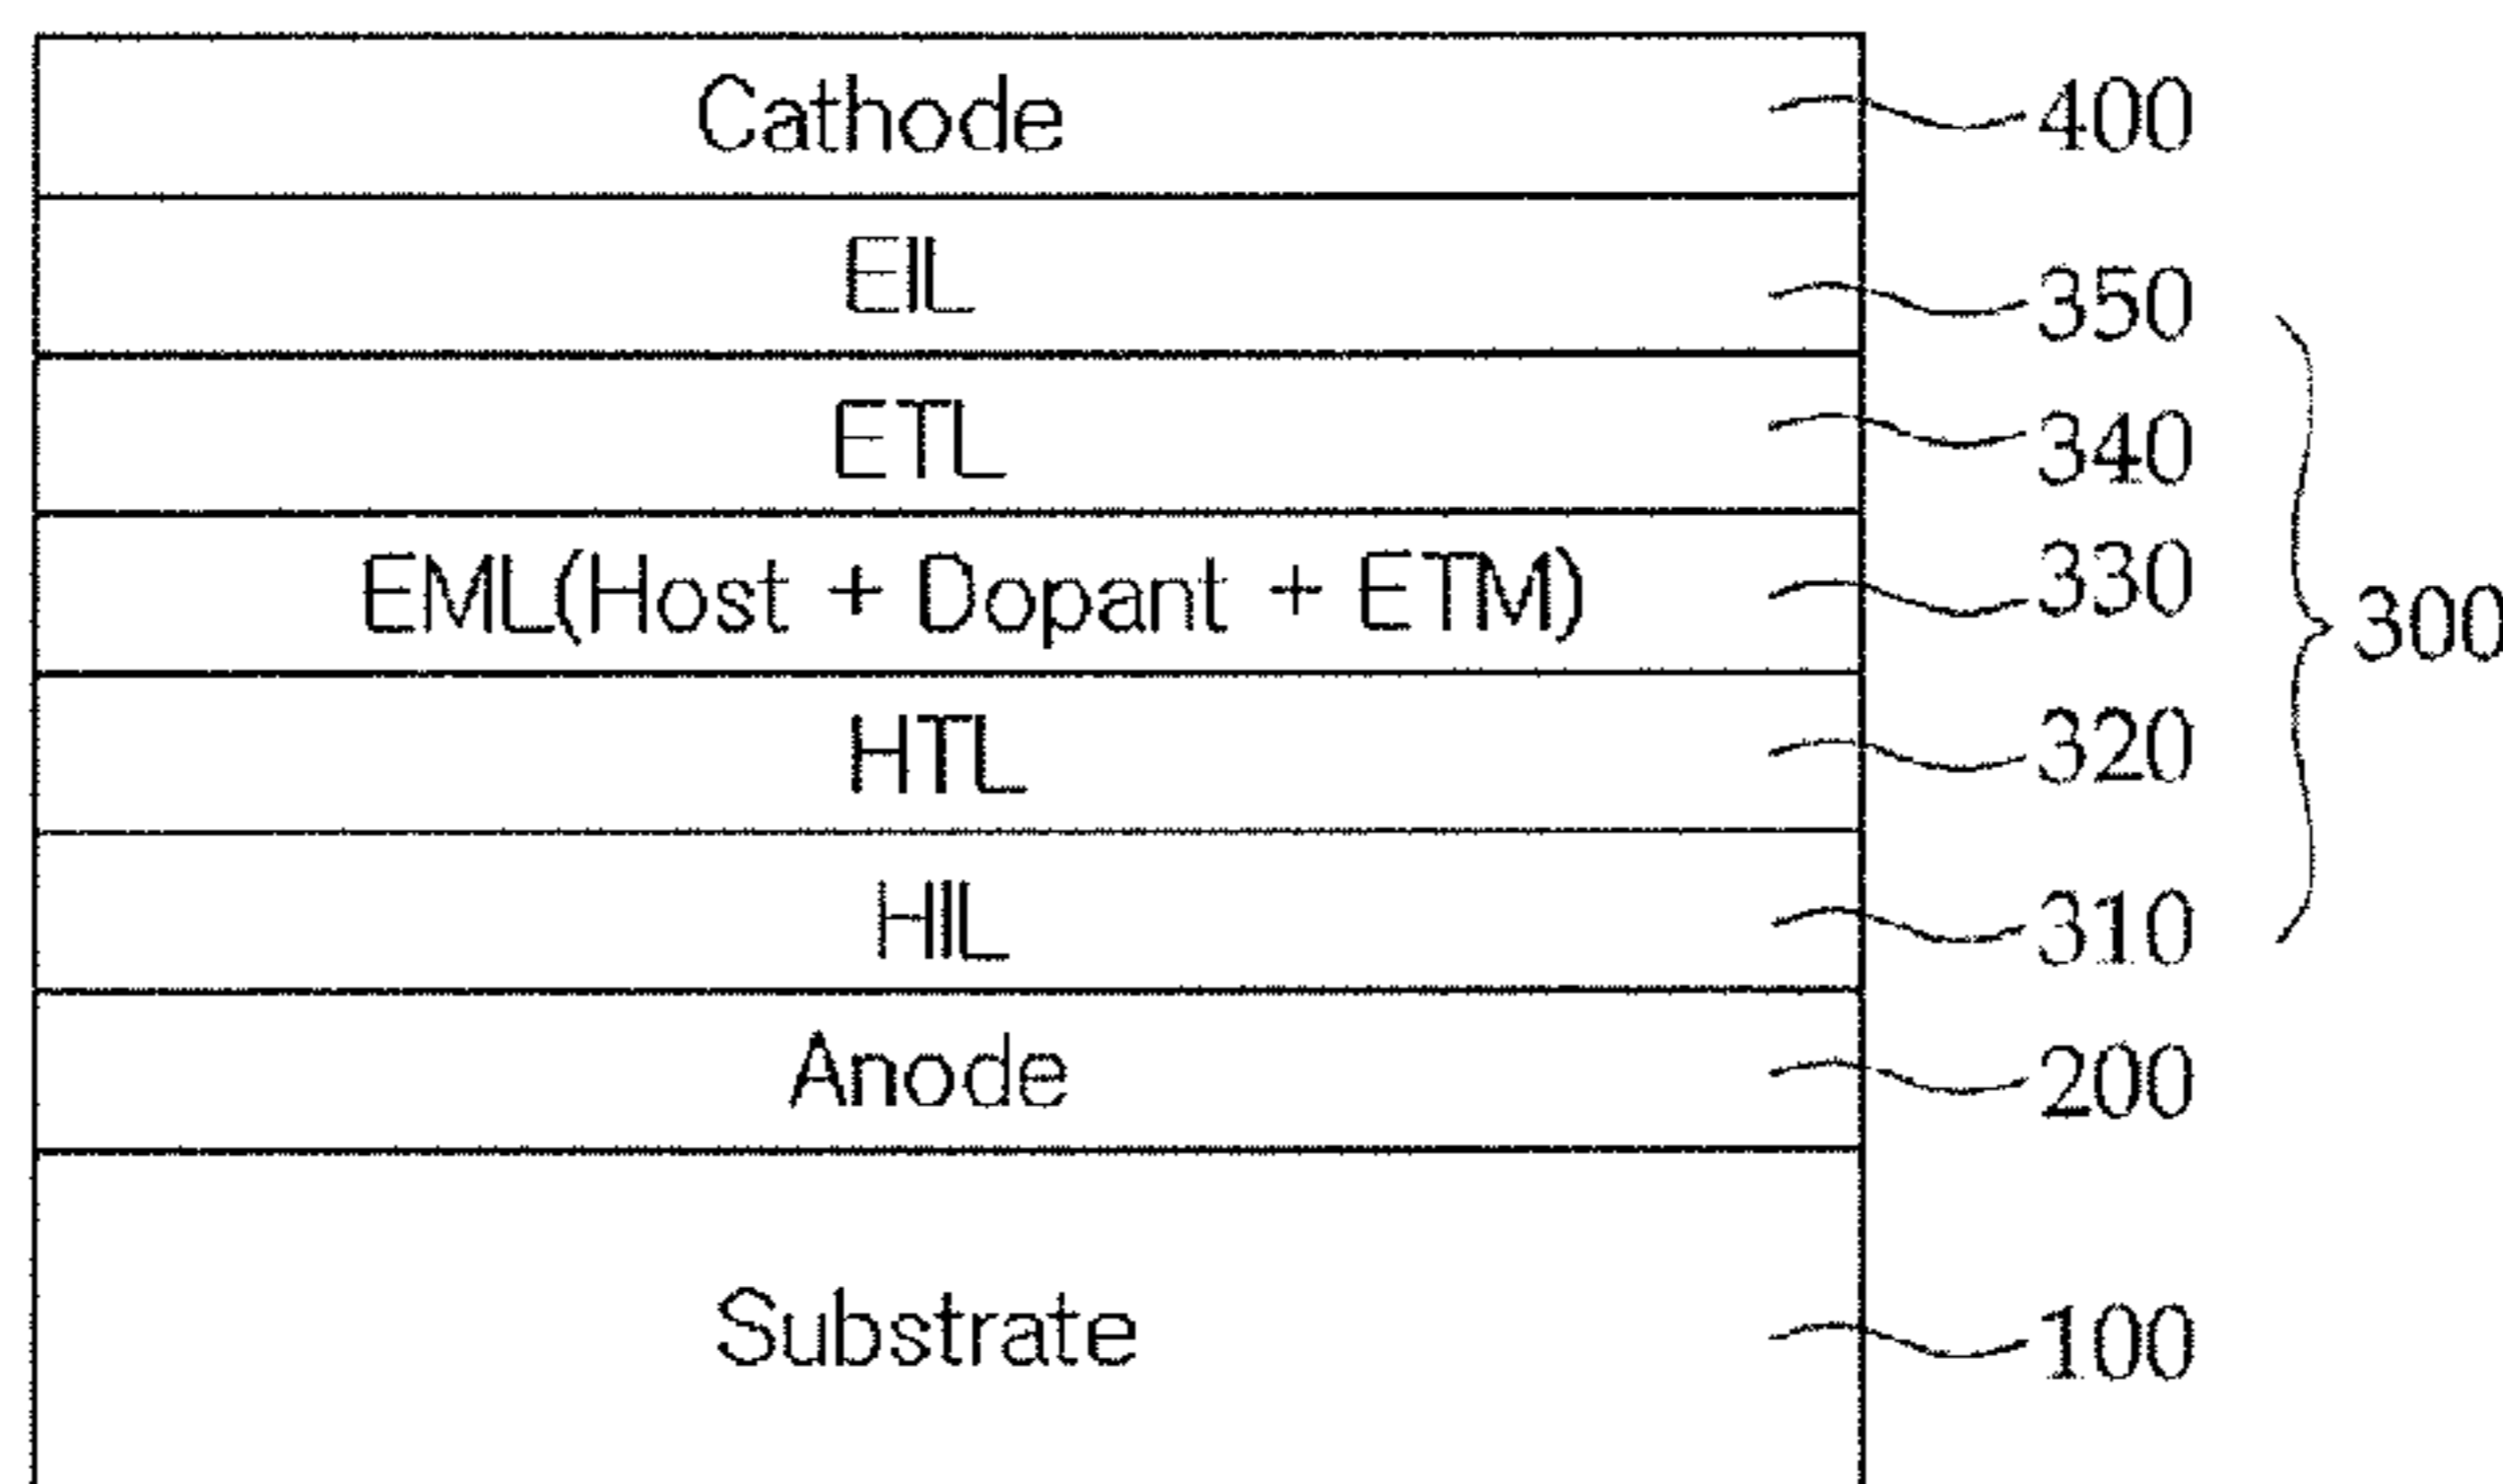 Cathode 400
EIL 350
ETL 340
EML(Host + Dopant + ETM) 330
300
HTL 320
HIL 310
Anode 200
Substrate 100